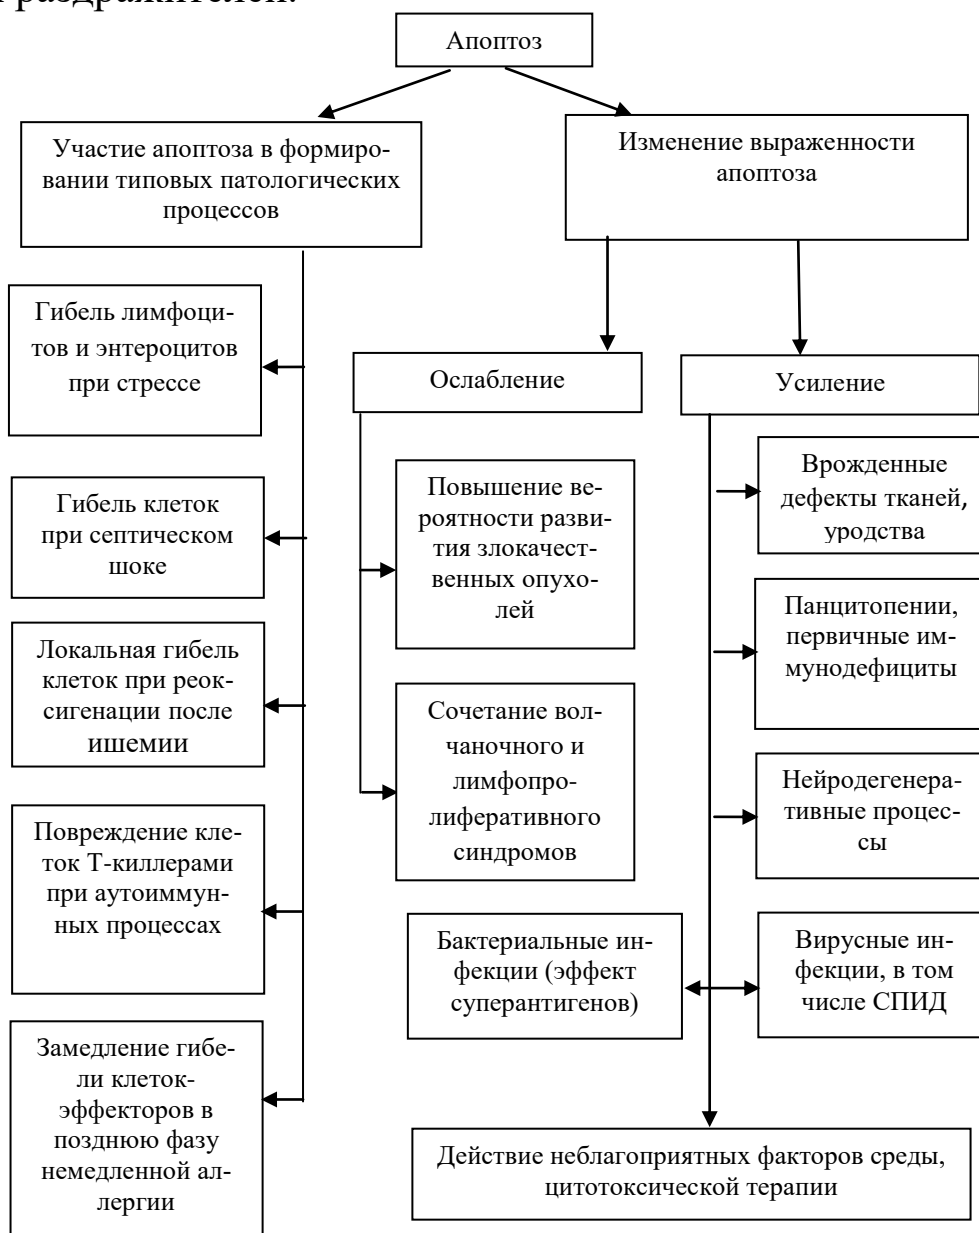 раздражителей.
Апоптоз
Участие апоптоза в формиро-
вании типовых патологических
процессов
Изменение выраженности
апоптоза
Гибель лимфоци-
тов и энтероцитов
при стрессе
Гибель клеток
при септическом
шоке
Локальная гибель
клеток при реок-
сигенации после
ишемии
Повреждение кле-
ток Т-киллерами
при аутоиммун-
ных процессах
Замедление гибе-
ли клеток-
эффекторов в
позднюю фазу
немедленной ал-
лергии
Ослабление
Повышение ве-
роятности разви-
тия злокачест-
венных опухо-
лей
Сочетание вол-
чаночного и
лимфопро-
лиферативного
синдромов
Усиление
Врожденные
дефекты тканей,
уродства
Панцитопении,
первичные им-
мунодефициты
Нейродегенера-
тивные процес-
сы
Бактериальные ин-
фекции (эффект
суперантигенов)
Вирусные ин-
фекции, в том
числе СПИД
Действие неблагоприятных факторов среды,
цитотоксической терапии